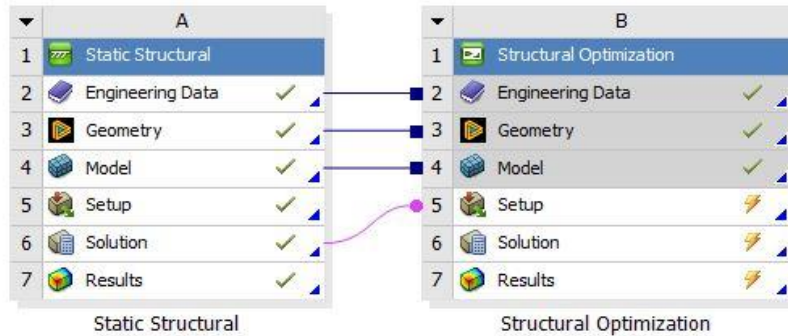 A
1 Static Structural
2 Engineering Data
3 Geometry
4 Model
5 Setup
6 Solution
7 Results
Static Structural
B
1 Structural Optimization
2 Engineering Data
3 Geometry
4 Model
5 Setup
6 Solution
7 Results
Structural Optimization